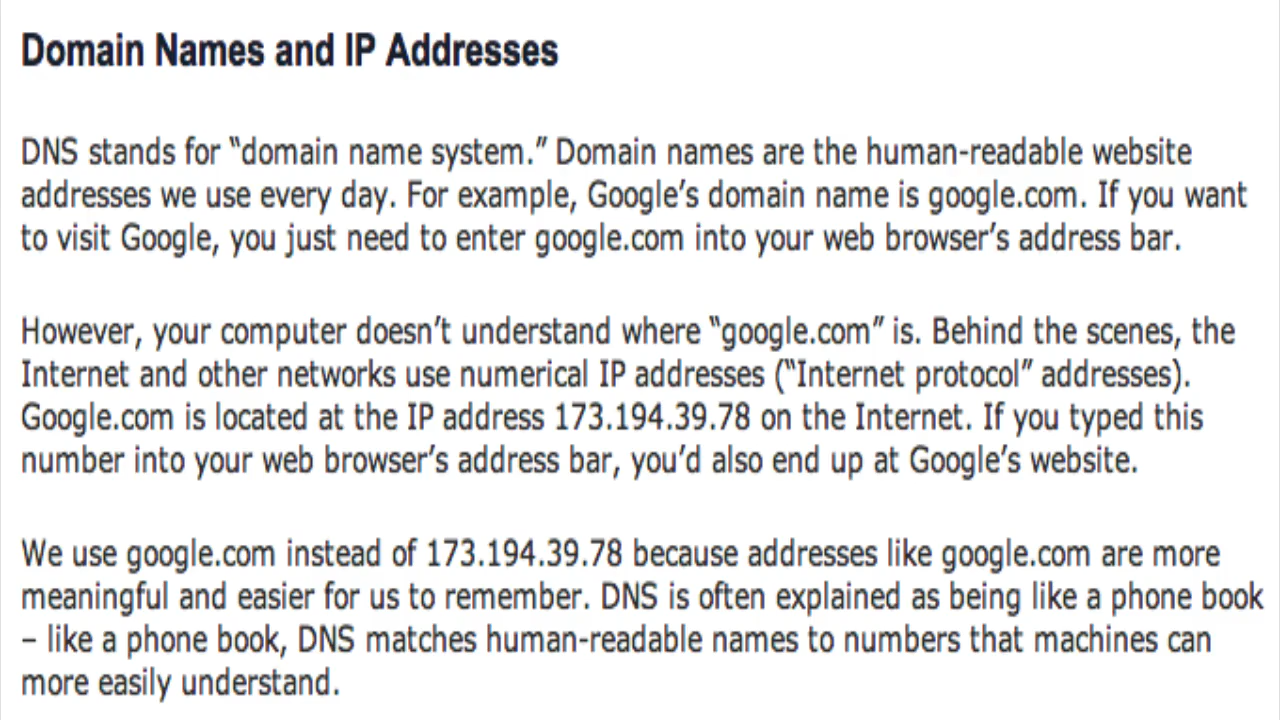 Domain Names and IP Addresses
DNS stands for “domain name system.” Domain names are the human-readable website
addresses we use every day. For example, Google’s domain name is google.com. If you want
to visit Google, you just need to enter google.com into your web browser’s address bar.
However, your computer doesn’t understand where “google.com” is. Behind the scenes, the
Internet and other networks use numerical IP addresses (“Internet protocol” addresses).
Google.com is located at the IP address 173.194.39.78 on the Internet. If you typed this
number into your web browser’s address bar, you’d also end up at Google’s website.
We use google.com instead of 173.194.39.78 because addresses like google.com are more
meaningful and easier for us to remember. DNS is often explained as being like a phone book
– like a phone book, DNS matches human-readable names to numbers that machines can
more easily understand.